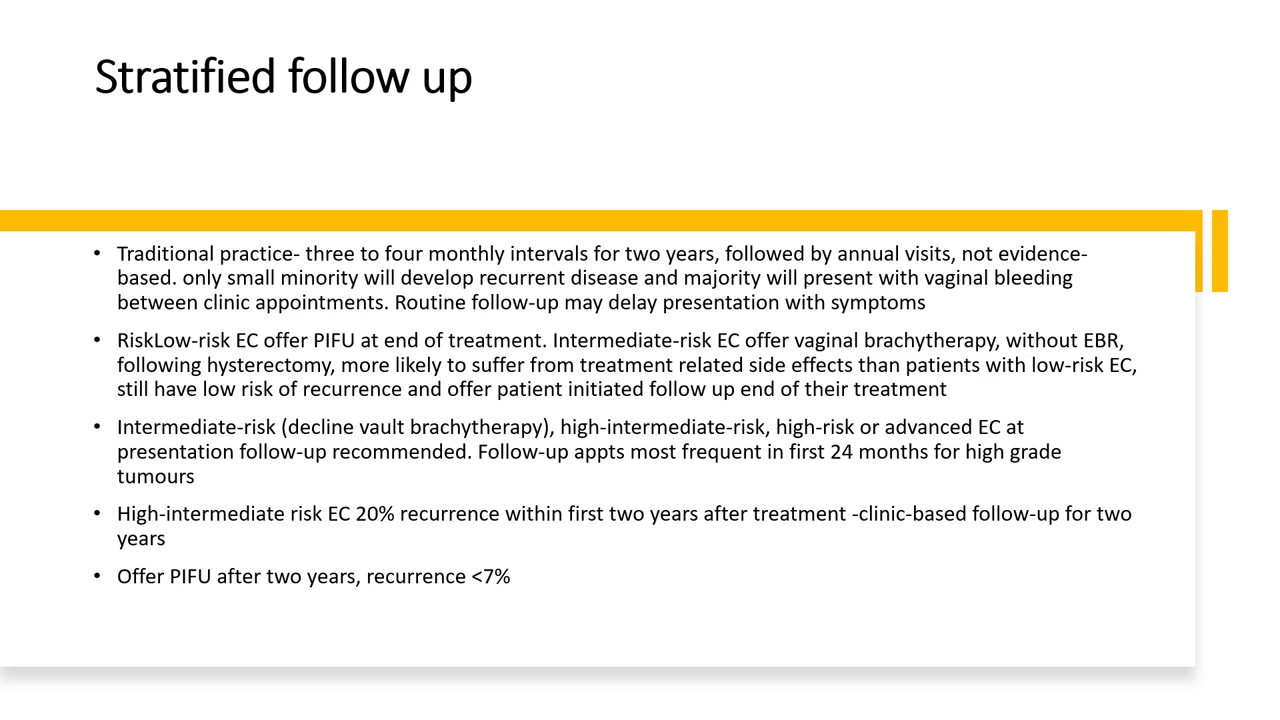 Stratified follow up
• Traditional practice- three to four monthly intervals for two years, followed by annual visits, not evidence-
based. only small minority will develop recurrent disease and majority will present with vaginal bleeding
between clinic appointments. Routine follow-up may delay presentation with symptoms
• RiskLow-risk EC offer PIFU at end of treatment. Intermediate-risk EC offer vaginal brachytherapy, without EBR,
following hysterectomy, more likely to suffer from treatment related side effects than patients with low-risk EC,
still have low risk of recurrence and offer patient initiated follow up end of their treatment
• Intermediate-risk (decline vault brachytherapy), high-intermediate-risk, high-risk or advanced EC at
presentation follow-up recommended. Follow-up appts most frequent in first 24 months for high grade
tumours
• High-intermediate risk EC 20% recurrence within first two years after treatment -clinic-based follow-up for two
years
• Offer PIFU after two years, recurrence <7%